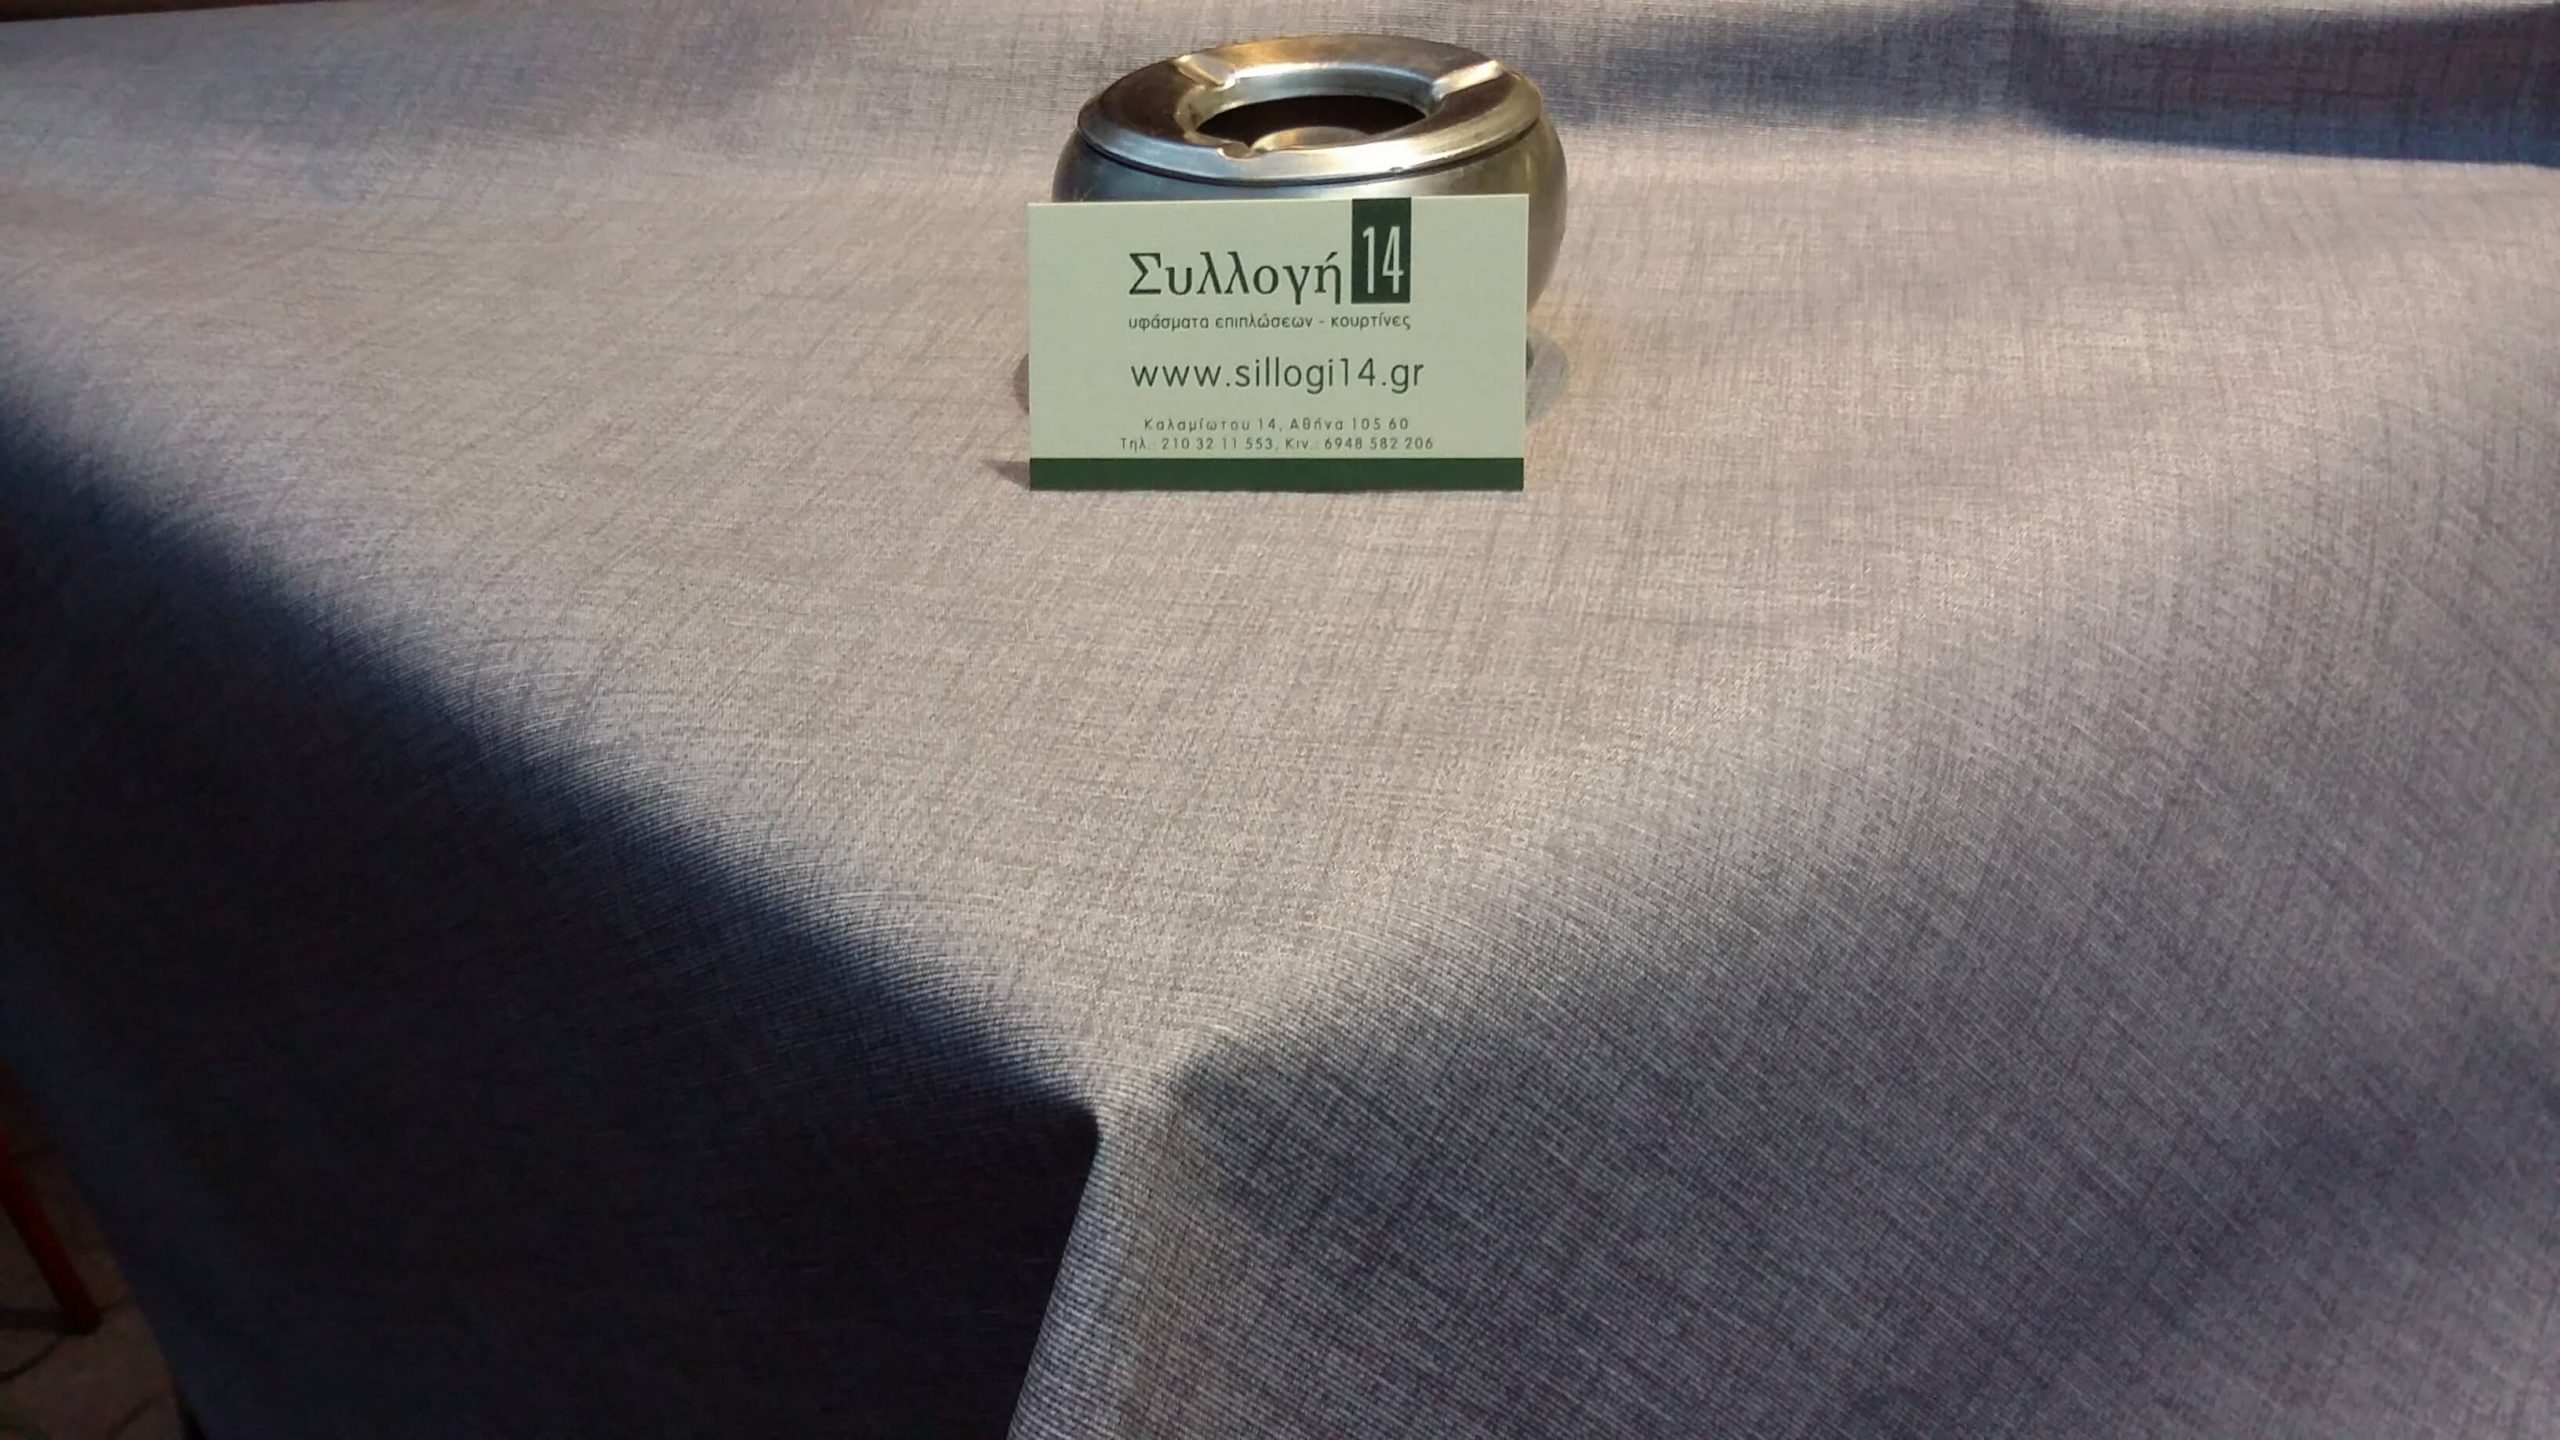 Συλλογή 14
υφάσματα επιπλώσεων - κουρτίνες
www.sillogi14.gr
Καλαμίωτου 14, Αθήνα 105 60
Τηλ.: 210 32 11 553, Κιν.: 6948 582 206